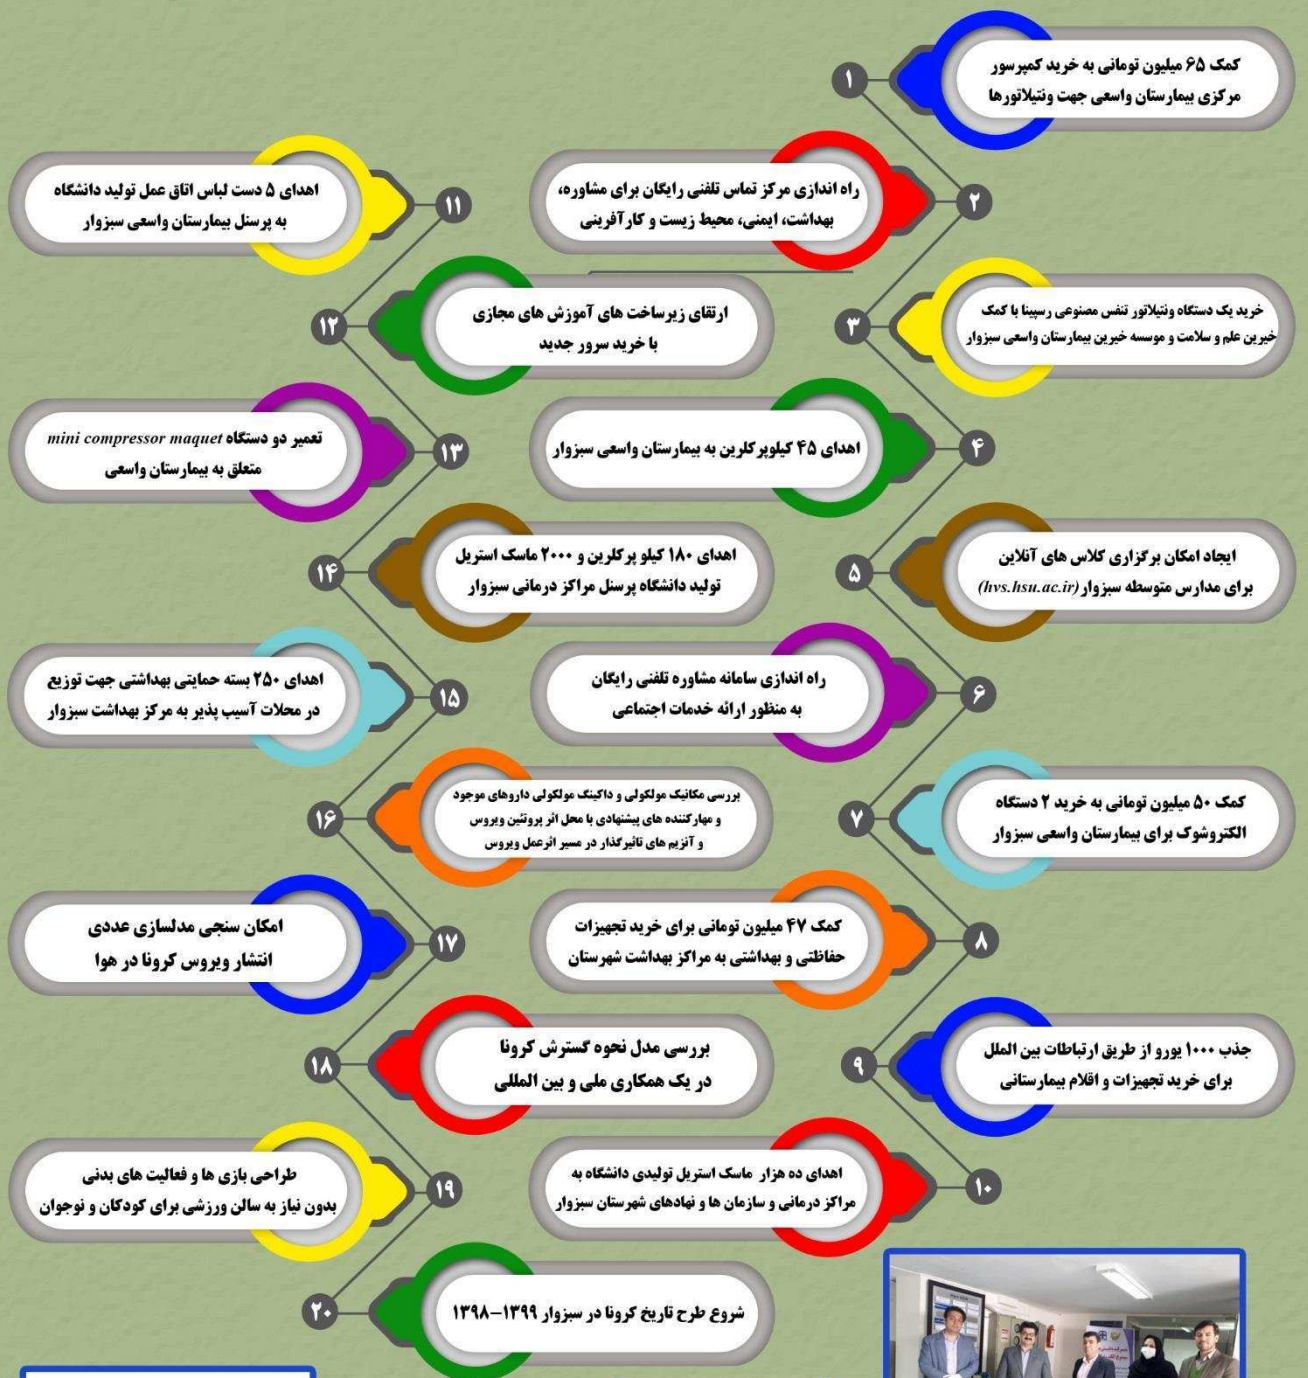 ۱
کمک ۶۵ میلیون تومانی به خرید کمپرسور
مرکزی بیمارستان واسعی جهت ونتیلاتورها
۲
راه اندازی مرکز تماس تلفنی رایگان برای مشاوره،
بهداشت، ایمنی، محیط زیست و کارآفرینی
۳
خرید یک دستگاه ونتیلاتور تنفس مصنوعی رسپینا با کمک
خیرین علم و سلامت و موسسه خیرین بیمارستان واسعی سبزوار
۴
اهدای ۴۵ کیلوپرکلرین به بیمارستان واسعی سبزوار
۵
ایجاد امکان برگزاری کلاس های آنلاین
برای مدارس متوسطه سبزوار (hvs.hsu.ac.ir)
۶
راه اندازی سامانه مشاوره تلفنی رایگان
به منظور ارائه خدمات اجتماعی
۷
کمک ۵۰ میلیون تومانی به خرید ۲ دستگاه
الکتروشوک برای بیمارستان واسعی سبزوار
۸
کمک ۴۷ میلیون تومانی برای خرید تجهیزات
حفاظتی و بهداشتی به مراکز بهداشت شهرستان
۹
جذب ۱۰۰۰ یورو از طریق ارتباطات بین الملل
برای خرید تجهیزات و اقلام بیمارستانی
۱۰
اهدای ده هزار ماسک استریل تولیدی دانشگاه به
مراکز درمانی و سازمان ها و نهادهای شهرستان سبزوار
۱۱
اهدای ۵ دست لباس اتاق عمل تولید دانشگاه
به پرسنل بیمارستان واسعی سبزوار
۱۲
ارتقای زیرساخت های آموزش های مجازی
با خرید سرور جدید
۱۳
تعمیر دو دستگاه mini compressor maquet
متعلق به بیمارستان واسعی
۱۴
اهدای ۱۸۰ کیلو پرکلرین و ۲۰۰۰ ماسک استریل
تولید دانشگاه پرسنل مراکز درمانی سبزوار
۱۵
اهدای ۲۵۰ بسته حمایتی بهداشتی جهت توزیع
در محلات آسیب پذیر به مرکز بهداشت سبزوار
۱۶
بررسی مکانیک مولکولی و داکینگ مولکولی داروهای موجود
و مهارکننده های پیشنهادی با محل اثر پروتئین ویروس
و آنزیم های تاثیرگذار در مسیر اثرعمل ویروس
۱۷
امکان سنجی مدلسازی عددی
انتشار ویروس کرونا در هوا
۱۸
بررسی مدل نحوه گسترش کرونا
در یک همکاری ملی و بین المللی
۱۹
طراحی بازی ها و فعالیت های بدنی
بدون نیاز به سالن ورزشی برای کودکان و نوجوان
۲۰
شروع طرح تاریخ کرونا در سبزوار ۱۳۹۹-۱۳۹۸